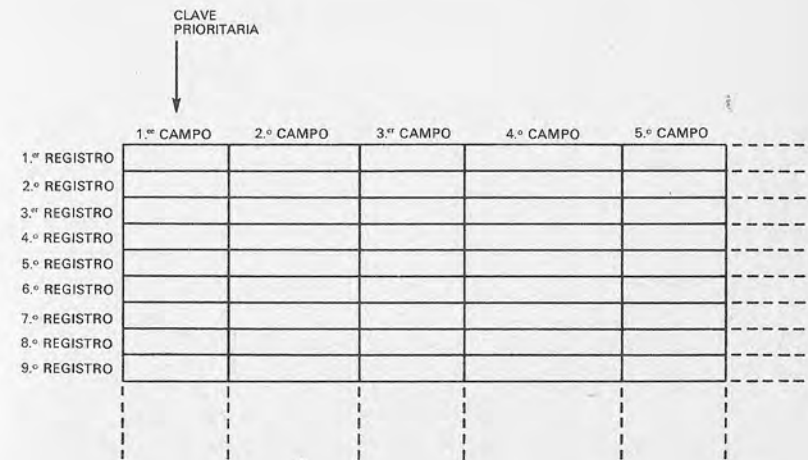 CLAVE
PRIORITARIA
1.er CAMPO 2.o CAMPO 3.er CAMPO 4.o CAMPO 5.o CAMPO
1.er REGISTRO
2.o REGISTRO
3.er REGISTRO
4.o REGISTRO
5.o REGISTRO
6.o REGISTRO
7.o REGISTRO
8.o REGISTRO
9.o REGISTRO